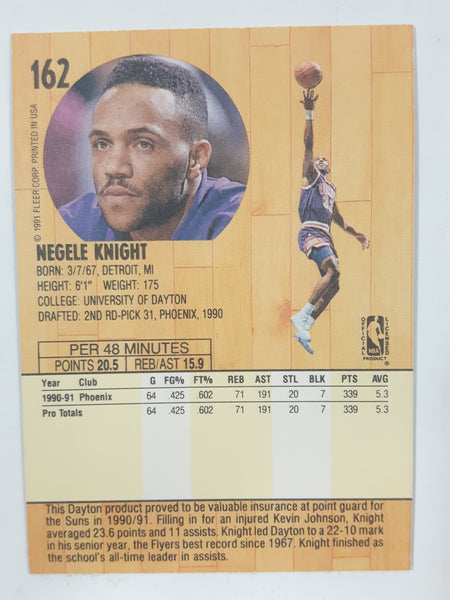 162
© 1991 FLEER CORP. PRINTED IN USA
NEGELE KNIGHT
BORN: 3/7/67, DETROIT, MI
HEIGHT: 6'1" WEIGHT: 175
COLLEGE: UNIVERSITY OF DAYTON
DRAFTED: 2ND RD-PICK 31, PHOENIX, 1990
OFFICIAL NBA LICENSED
PRODUCT
PER 48 MINUTES
POINTS 20.5 REB/AST 15.9
Year Club G FG% FT% REB AST STL BLK PTS AVG
1990-91 Phoenix 64 .425 .602 71 191 20 7 339 5.3
Pro Totals 64 .425 .602 71 191 20 7 339 5.3
This Dayton product proved to be valuable insurance at point guard for
the Suns in 1990/91. Filling in for an injured Kevin Johnson, Knight
averaged 23.6 points and 11 assists. Knight led Dayton to a 22-10 mark
in his senior year, the Flyers best record since 1967. Knight finished as
the school's all-time leader in assists.